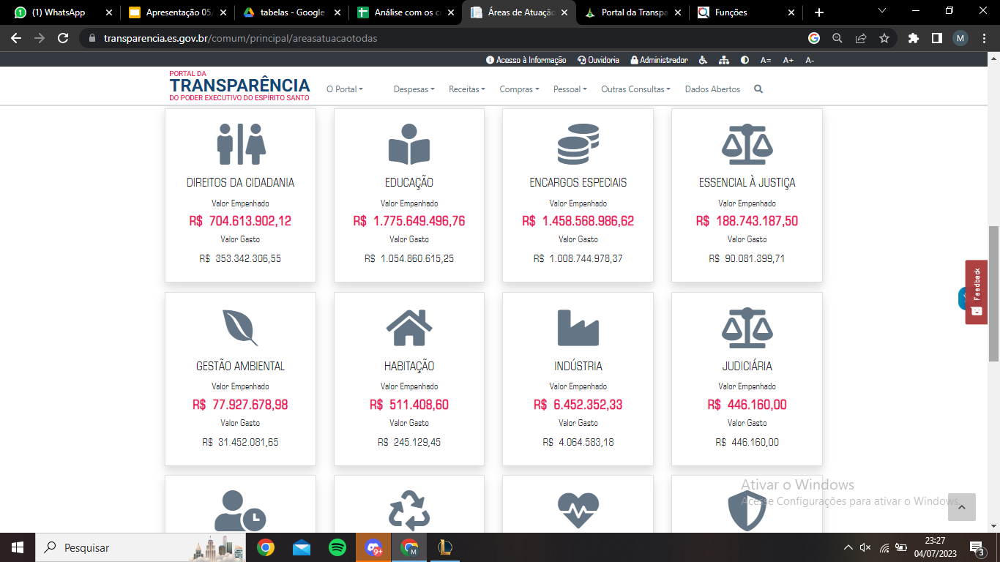 (1) WhatsApp
Apresentação 05/
tabelas - Google
Análise com os c
Áreas de Atuação
Portal da Transpa
Funções
transparencia.es.gov.br/comum/principal/areasatuacaotodas
M
Acesso à Informação Ouvidoria Administrador A= A+ A-
PORTAL DA
TRANSPARÊNCIA
DO PODER EXECUTIVO DO ESPÍRITO SANTO
O Portal Despesas Receitas Compras Pessoal Outras Consultas Dados Abertos
DIREITOS DA CIDADANIA
Valor Empenhado
R$ 704.613.902,12
Valor Gasto
R$ 353.342.306,55
EDUCAÇÃO
Valor Empenhado
R$ 1.775.649.496,76
Valor Gasto
R$ 1.054.860.615,25
ENCARGOS ESPECIAIS
Valor Empenhado
R$ 1.458.568.986,62
Valor Gasto
R$ 1.008.744.978,37
ESSENCIAL À JUSTIÇA
Valor Empenhado
R$ 188.743.187,50
Valor Gasto
R$ 90.081.399,71
GESTÃO AMBIENTAL
Valor Empenhado
R$ 77.927.678,98
Valor Gasto
R$ 31.452.081,65
HABITAÇÃO
Valor Empenhado
R$ 511.408,60
Valor Gasto
R$ 245.129,45
INDÚSTRIA
Valor Empenhado
R$ 6.452.352,33
Valor Gasto
R$ 4.064.583,18
JUDICIÁRIA
Valor Empenhado
R$ 446.160,00
Valor Gasto
R$ 446.160,00
Feedback
Ativar o Windows
Acesse Configurações para ativar o Windows.
Pesquisar
9+
M
23:27
04/07/2023
3